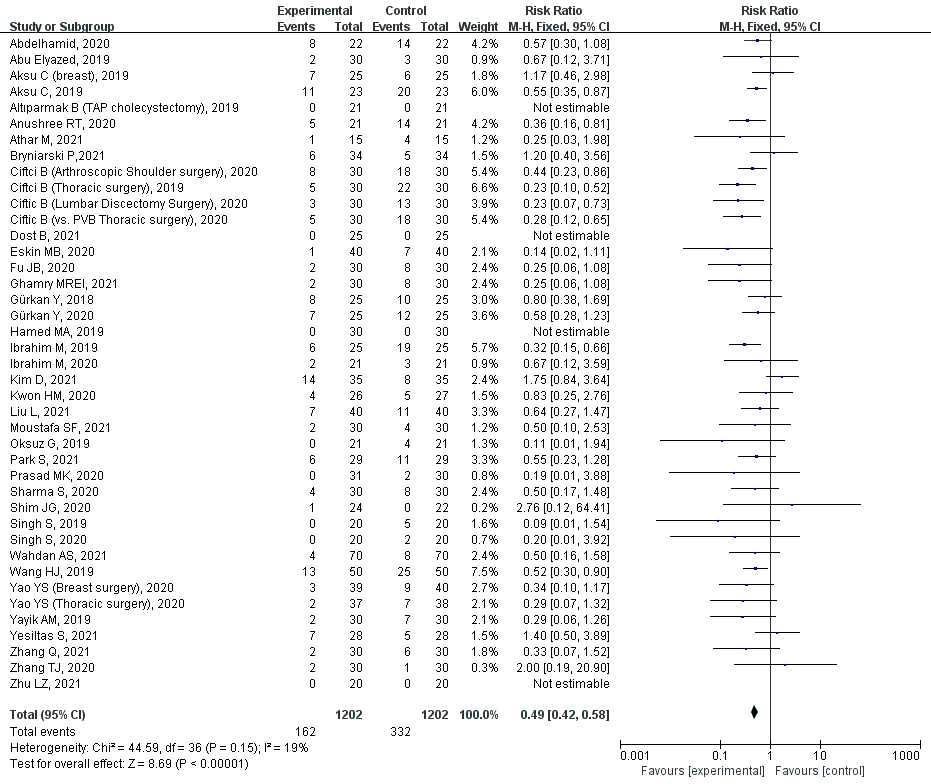 Experimental Control Risk Ratio Risk Ratio
Study or Subgroup Events Total Events Total Weight M-H, Fixed, 95% CI M-H, Fixed, 95% CI
Abdelhamid, 2020 8 22 14 22 4.2% 0.57 [0.30, 1.08]
Abu Elyazed, 2019 2 30 3 30 0.9% 0.67 [0.12, 3.71]
Aksu C (breast), 2019 7 25 6 25 1.8% 1.17 [0.46, 2.98]
Aksu C, 2019 11 23 20 23 6.0% 0.55 [0.35, 0.87]
Altıparmak B (TAP cholecystectomy), 2019 0 21 0 21 Not estimable
Anushree RT, 2020 5 21 14 21 4.2% 0.36 [0.16, 0.81]
Athar M, 2021 1 15 4 15 1.2% 0.25 [0.03, 1.98]
Bryniarski P,2021 6 34 5 34 1.5% 1.20 [0.40, 3.56]
Ciftci B (Arthroscopic Shoulder surgery), 2020 8 30 18 30 5.4% 0.44 [0.23, 0.86]
Ciftci B (Thoracic surgery), 2019 5 30 22 30 6.6% 0.23 [0.10, 0.52]
Ciftic B (Lumbar Discectomy Surgery), 2020 3 30 13 30 3.9% 0.23 [0.07, 0.73]
Ciftic B (vs. PVB Thoracic surgery), 2020 5 30 18 30 5.4% 0.28 [0.12, 0.65]
Dost B, 2021 0 25 0 25 Not estimable
Eskin MB, 2020 1 40 7 40 2.1% 0.14 [0.02, 1.11]
Fu JB, 2020 2 30 8 30 2.4% 0.25 [0.06, 1.08]
Ghamry MREI, 2021 2 30 8 30 2.4% 0.25 [0.06, 1.08]
Gürkan Y, 2018 8 25 10 25 3.0% 0.80 [0.38, 1.69]
Gürkan Y, 2020 7 25 12 25 3.6% 0.58 [0.28, 1.23]
Hamed MA, 2019 0 30 0 30 Not estimable
Ibrahim M, 2019 6 25 19 25 5.7% 0.32 [0.15, 0.66]
Ibrahim M, 2020 2 21 3 21 0.9% 0.67 [0.12, 3.59]
Kim D, 2021 14 35 8 35 2.4% 1.75 [0.84, 3.64]
Kwon HM, 2020 4 26 5 27 1.5% 0.83 [0.25, 2.76]
Liu L, 2021 7 40 11 40 3.3% 0.64 [0.27, 1.47]
Moustafa SF, 2021 2 30 4 30 1.2% 0.50 [0.10, 2.53]
Oksuz G, 2019 0 21 4 21 1.3% 0.11 [0.01, 1.94]
Park S, 2021 6 29 11 29 3.3% 0.55 [0.23, 1.28]
Prasad MK, 2020 0 31 2 30 0.8% 0.19 [0.01, 3.88]
Sharma S, 2020 4 30 8 30 2.4% 0.50 [0.17, 1.48]
Shim JG, 2020 1 24 0 22 0.2% 2.76 [0.12, 64.41]
Singh S, 2019 0 20 5 20 1.6% 0.09 [0.01, 1.54]
Singh S, 2020 0 20 2 20 0.7% 0.20 [0.01, 3.92]
Wahdan AS, 2021 4 70 8 70 2.4% 0.50 [0.16, 1.58]
Wang HJ, 2019 13 50 25 50 7.5% 0.52 [0.30, 0.90]
Yao YS (Breast surgery), 2020 3 39 9 40 2.7% 0.34 [0.10, 1.17]
Yao YS (Thoracic surgery), 2020 2 37 7 38 2.1% 0.29 [0.07, 1.32]
Yayik AM, 2019 2 30 7 30 2.1% 0.29 [0.06, 1.26]
Yesiltas S, 2021 7 28 5 28 1.5% 1.40 [0.50, 3.89]
Zhang Q, 2021 2 30 6 30 1.8% 0.33 [0.07, 1.52]
Zhang TJ, 2020 2 30 1 30 0.3% 2.00 [0.19, 20.90]
Zhu LZ, 2021 0 20 0 20 Not estimable
Total (95% CI) 1202 1202 100.0% 0.49 [0.42, 0.58]
Total events 162 332
Heterogeneity: Chi² = 44.59, df = 36 (P = 0.15); I² = 19%
Test for overall effect: Z = 8.69 (P < 0.00001)
0.001 0.1 1 10 1000
Favours [experimental] Favours [control]